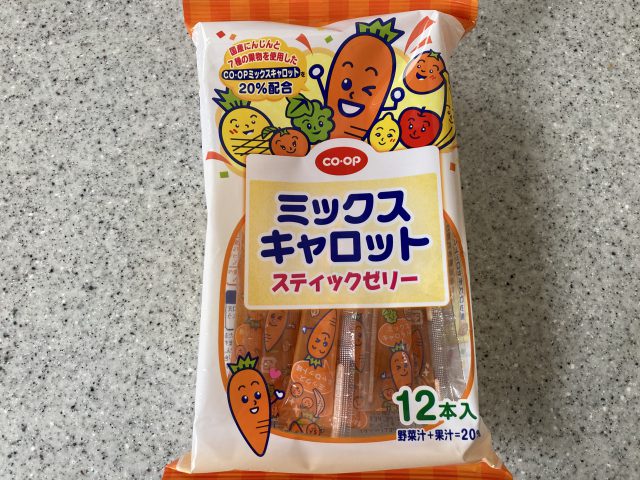 国産にんじんと
7種の果物を使用した
CO・OPミックスキャロットを
20%配合
CO・OP
ミックス
キャロット
スティックゼリー
12本入
野菜汁+果汁=20